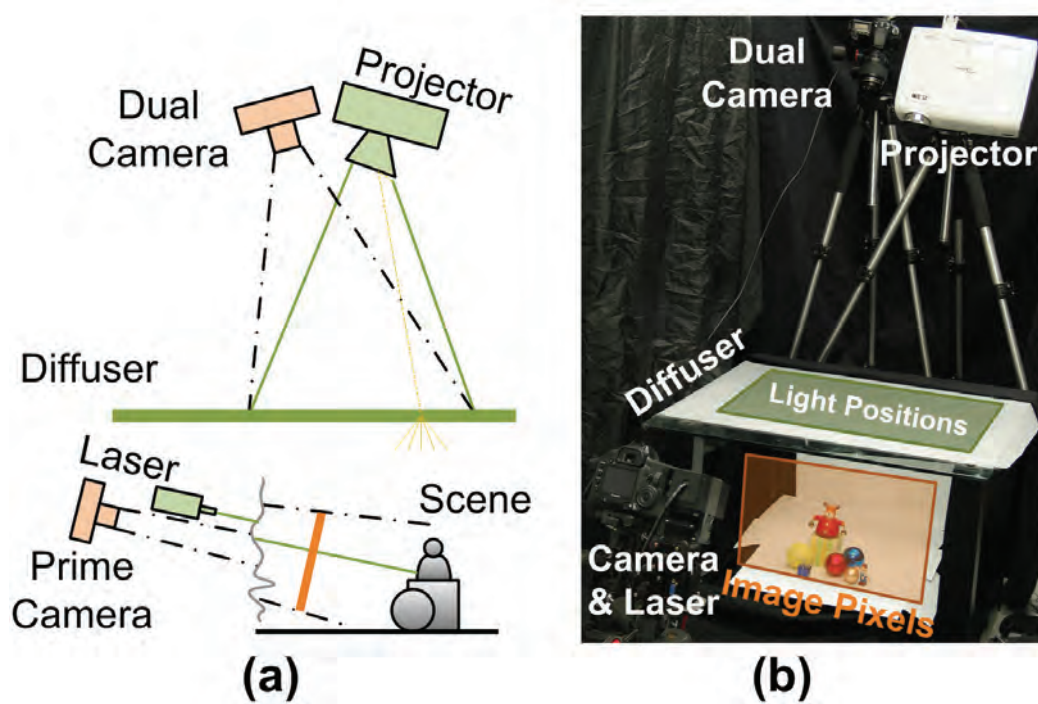 Dual
Camera
Projector
Diffuser
Laser
Scene
Prime
Camera
(a)
Dual
Camera
Projector
Diffuser
Light Positions
Camera
& Laser
Image Pixels
(b)